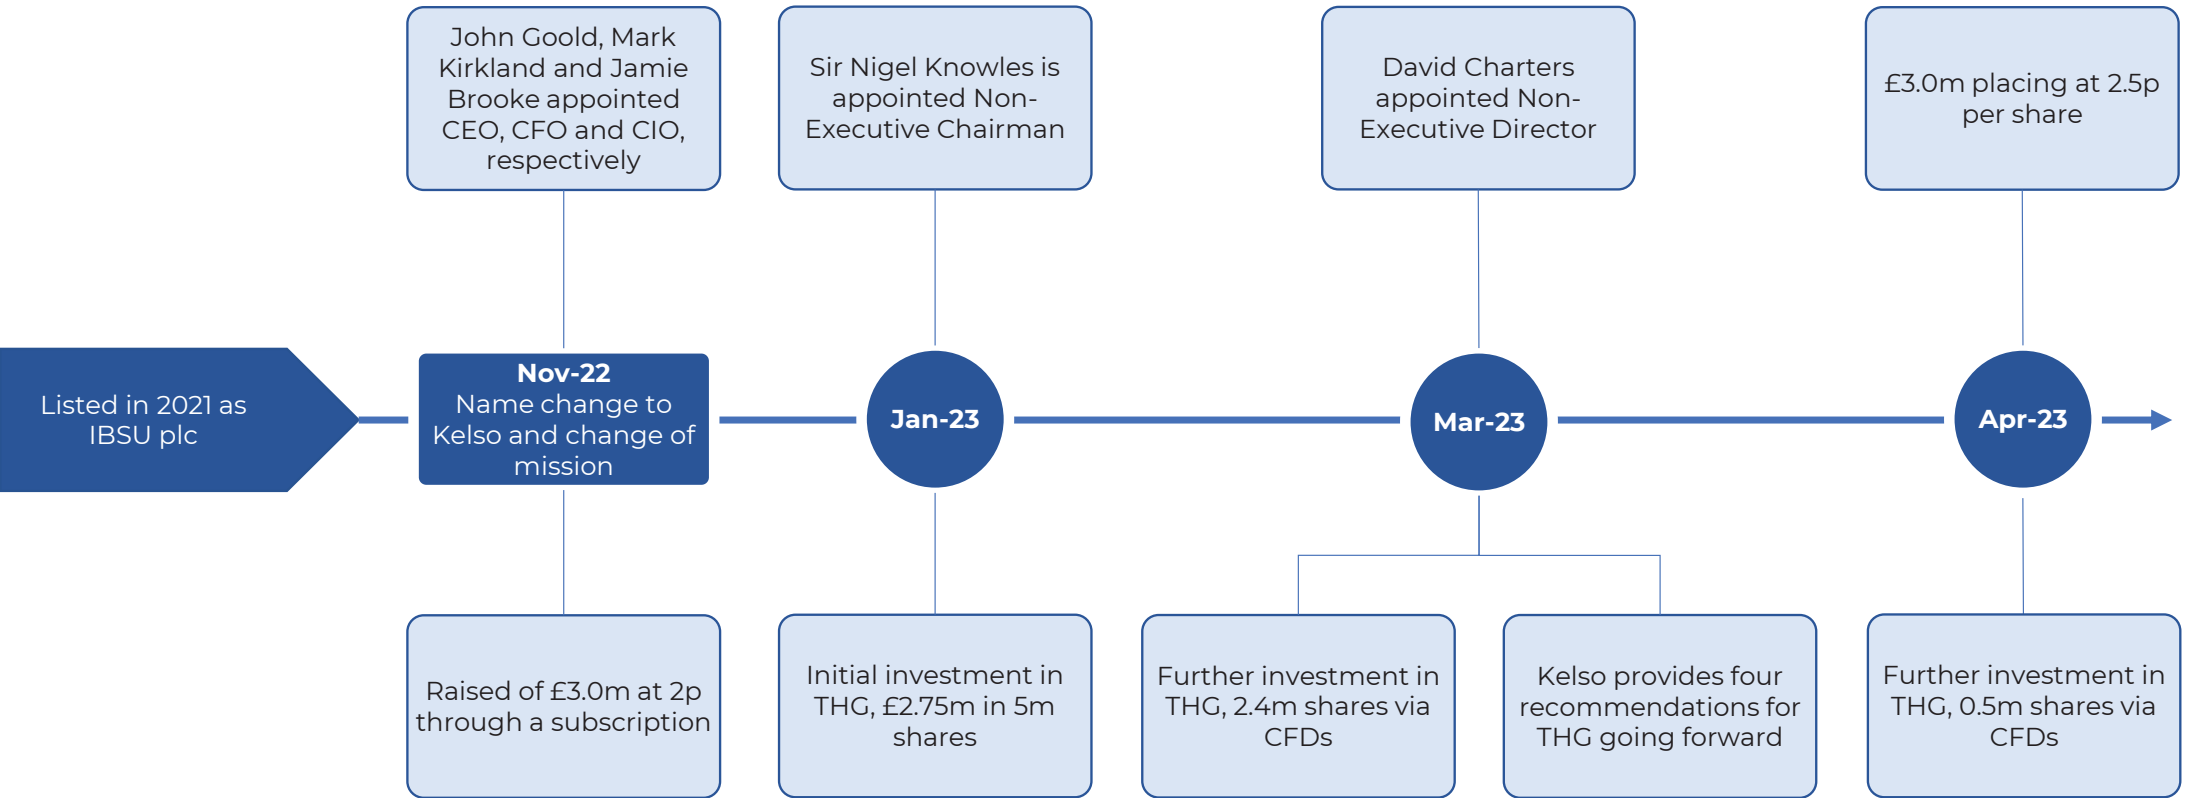 John Goold, Mark
Kirkland and Jamie
Brooke appointed
CEO, CFO and CIO,
respectively
Sir Nigel Knowles is
appointed Non-
Executive Chairman
David Charters
appointed Non-
Executive Director
£3.0m placing at 2.5p
per share
Listed in 2021 as
IBSU plc
Nov-22
Name change to
Kelso and change of
mission
Jan-23
Mar-23
Apr-23
Raised of £3.0m at 2p
through a subscription
Initial investment in
THG, £2.75m in 5m
shares
Further investment in
THG, 2.4m shares via
CFDs
Kelso provides four
recommendations for
THG going forward
Further investment in
THG, 0.5m shares via
CFDs